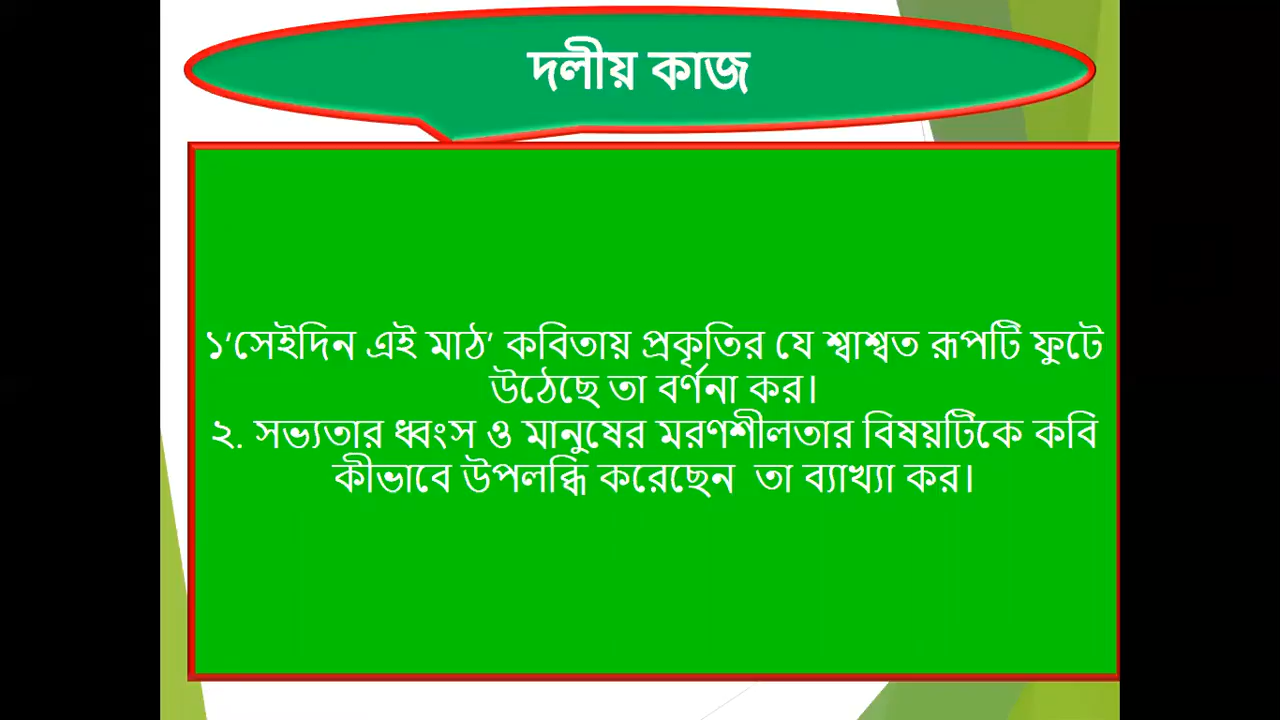 দলীয় কাজ
১‘সেইদিন এই মাঠ’ কবিতায় প্রকৃতির যে শ্বাশ্বত রূপটি ফুটে
উঠেছে তা বর্ণনা কর।
২. সভ্যতার ধ্বংস ও মানুষের মরণশীলতার বিষয়টিকে কবি
কীভাবে উপলব্ধি করেছেন তা ব্যাখ্যা কর।